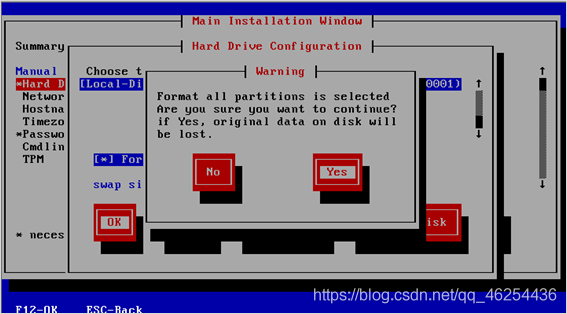 Main Installation Window
Summary
Hard Drive Configuration
Manual
Choose t
Warning
*Hard D
[Local-Di
0001)
Networ
Hostna
Timezo
*Passwo
Cmdlin
TPM
Format all partitions is selected
Are you sure you want to continue?
if Yes, original data on disk will
be lost.
[*] For
No
Yes
swap si
OK
isk
* neces
https://blog.csdn.net/qq_46254436
F12-OK ESC-Back